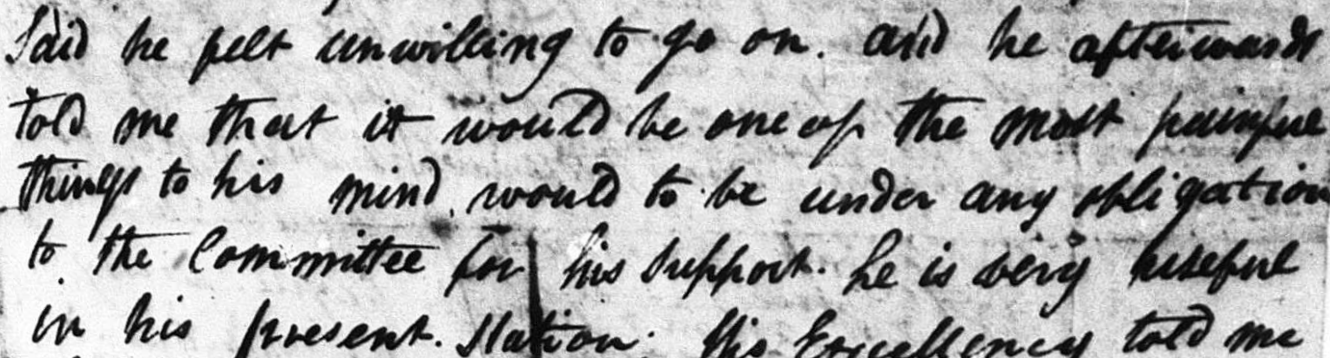 Said he felt unwilling to go on. and he afterwards
told me that it would be one of the most painful
things to his mind, would to be under any obligation
to the Committee for his support. he is very useful
in his present. Station. His Excellency told me